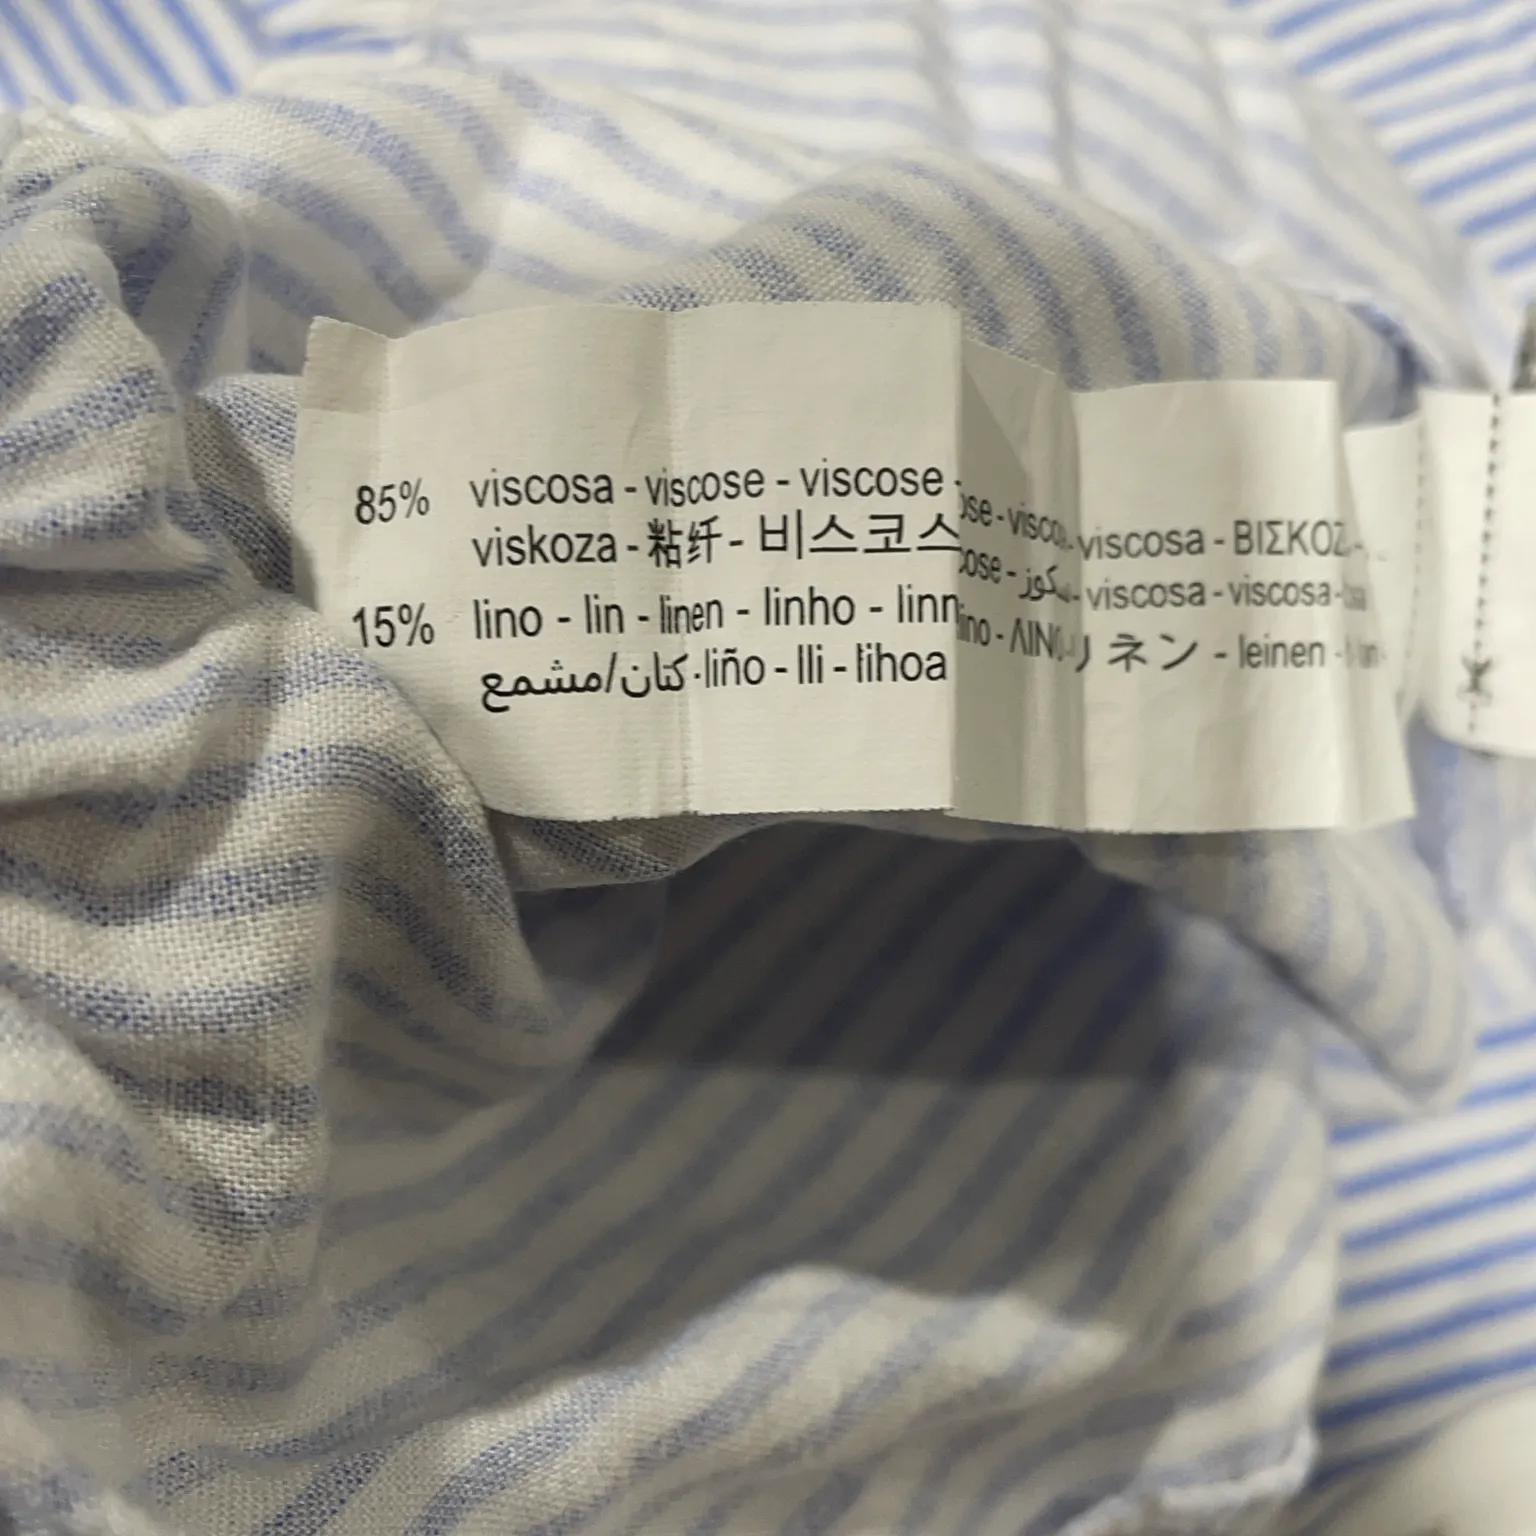 85% viscosa - viscose - viscose - viscosa - ΒΙΣΚΟΖ
viskoza - 粘纤 - 비스코스 - viscosa - viscosa -
15% lino - lin - linen - linho - linn リネン - leinen -
كتان/مشمع - liño - lli - lihoa